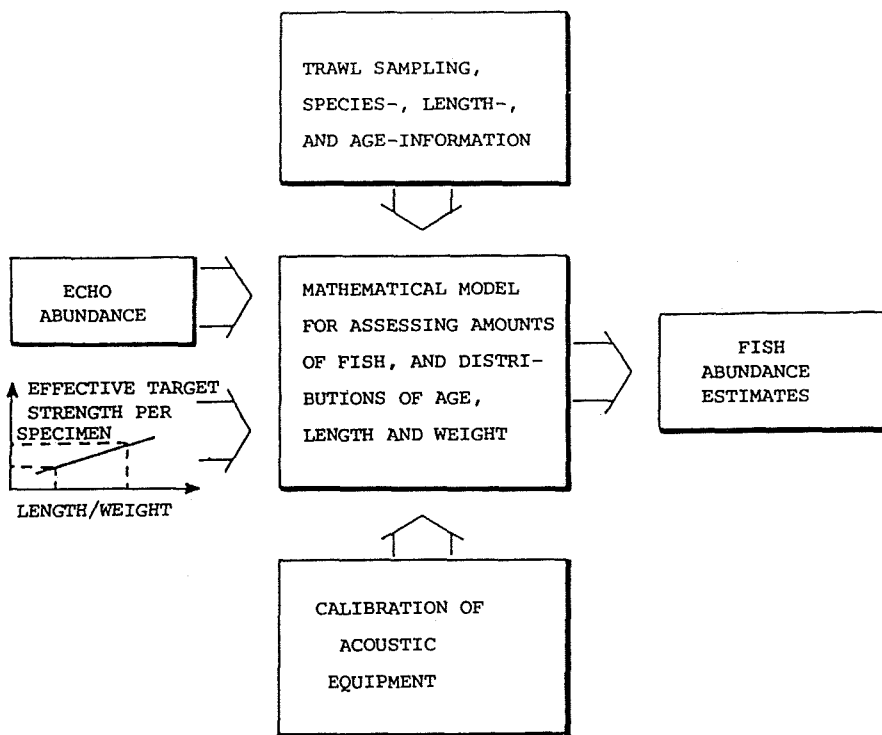 TRAWL SAMPLING,
SPECIES-, LENGTH-,
AND AGE-INFORMATION
ECHO
ABUNDANCE
MATHEMATICAL MODEL
FOR ASSESSING AMOUNTS
OF FISH, AND DISTRI-
BUTIONS OF AGE,
LENGTH AND WEIGHT
FISH
ABUNDANCE
ESTIMATES
EFFECTIVE TARGET
STRENGTH PER
SPECIMEN
LENGTH/WEIGHT
CALIBRATION OF
ACOUSTIC
EQUIPMENT